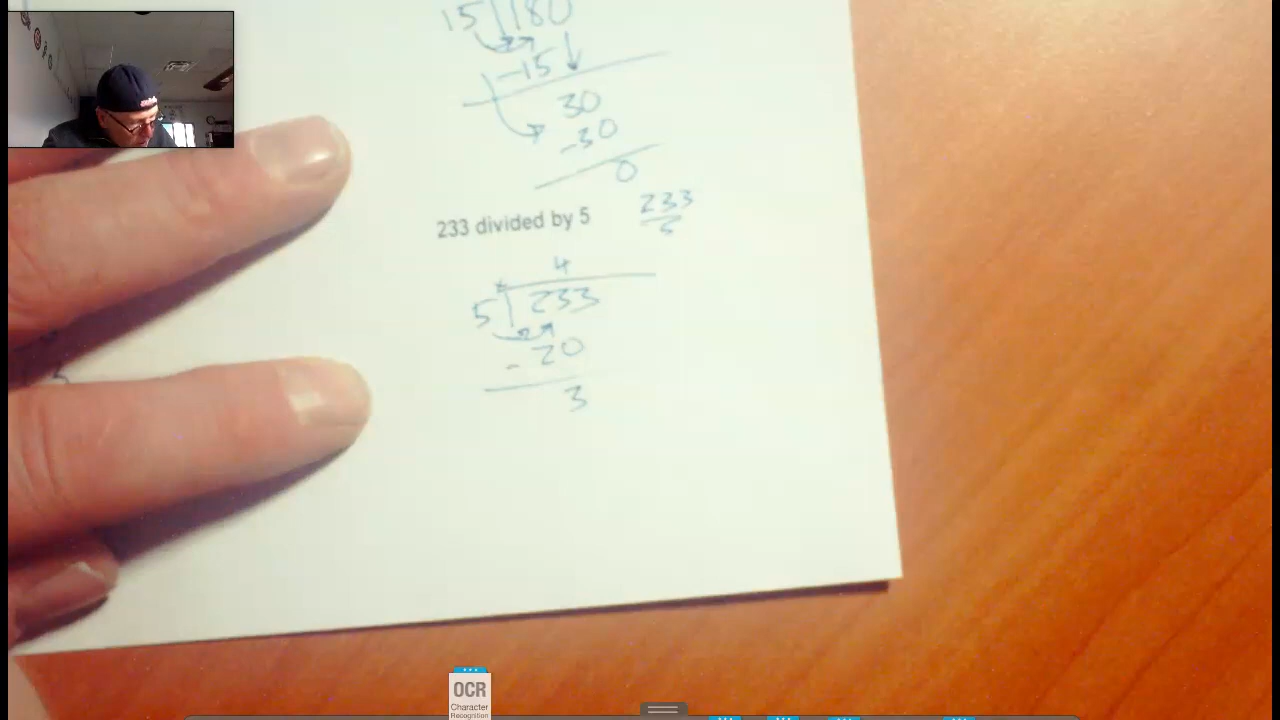 15 180
-15
30
-30
0
233 divided by 5
233
5
4
5 233
- 20
3
OCR
Character
Recognition